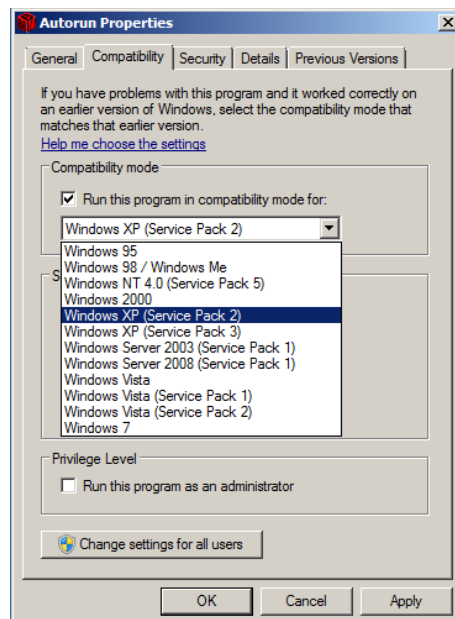 Autorun Properties
General Compatibility Security Details Previous Versions
If you have problems with this program and it worked correctly on
an earlier version of Windows, select the compatibility mode that
matches that earlier version.
Help me choose the settings
Compatibility mode
Run this program in compatibility mode for:
Windows XP (Service Pack 2)
Windows 95
Windows 98 / Windows Me
Windows NT 4.0 (Service Pack 5)
Windows 2000
Windows XP (Service Pack 2)
Windows XP (Service Pack 3)
Windows Server 2003 (Service Pack 1)
Windows Server 2008 (Service Pack 1)
Windows Vista
Windows Vista (Service Pack 1)
Windows Vista (Service Pack 2)
Windows 7
Privilege Level
Run this program as an administrator
Change settings for all users
OK Cancel Apply